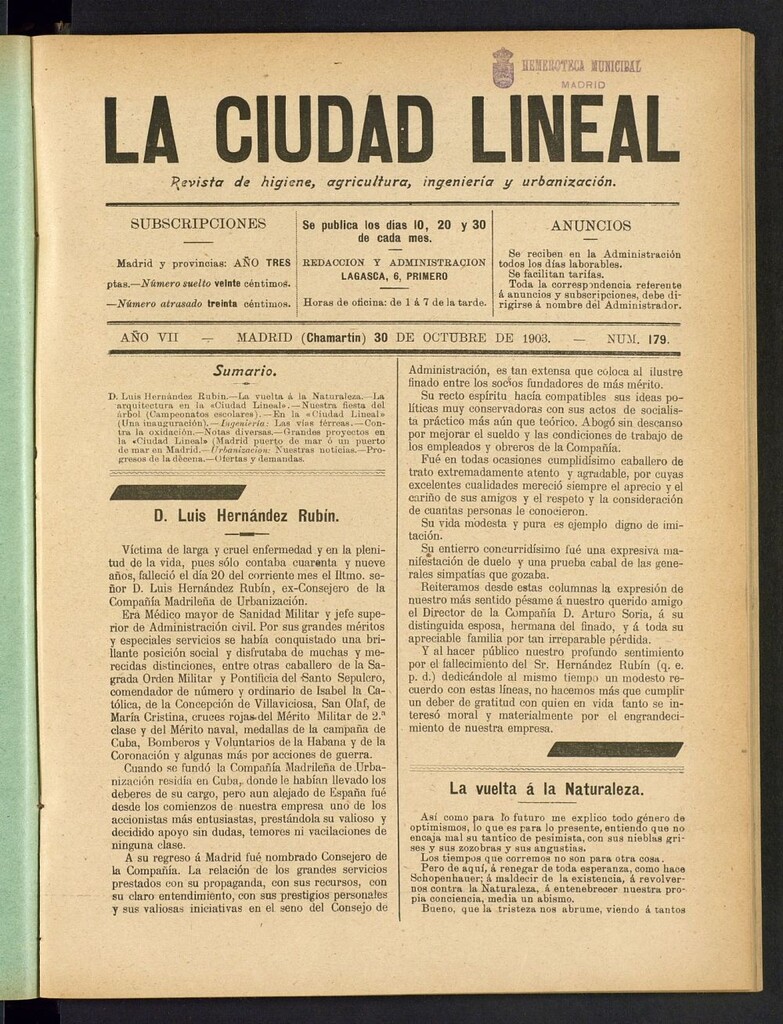 HEMEROTECA MUNICIPAL
MADRID
LA CIUDAD LINEAL
Revista de higiene, agricultura, ingeniería y urbanización.
SUBSCRIPCIONES
Madrid y provincias: AÑO TRES
ptas.—Número suelto veinte céntimos.
—Número atrasado treinta céntimos.
Se publica los días 10, 20 y 30
de cada mes.
REDACCION Y ADMINISTRACION
LAGASCA, 6, PRIMERO
Horas de oficina: de 1 á 7 de la tarde.
ANUNCIOS
Se reciben en la Administración
todos los días laborables.
Se facilitan tarifas.
Toda la correspondencia referente
á anuncios y subscripciones, debe di-
rigirse á nombre del Administrador.
AÑO VII — MADRID (Chamartín) 30 DE OCTUBRE DE 1903. — NUM. 179.
Sumario.
D. Luis Hernández Rubín.—La vuelta á la Naturaleza.—La
arquitectura en la «Ciudad Lineal».—Nuestra fiesta del
árbol (Campeonatos escolares).—En la «Ciudad Lineal»
(Una inauguración).—Ingeniería: Las vías férreas.—Con-
tra la oxidación.—Notas diversas.—Grandes proyectos en
la «Ciudad Lineal» (Madrid puerto de mar ó un puerto
de mar en Madrid.—Urbanización: Nuestras noticias.—Pro-
gresos de la décena.—Ofertas y demandas.
D. Luis Hernández Rubín.
Víctima de larga y cruel enfermedad y en la pleni-
tud de la vida, pues sólo contaba cuarenta y nueve
años, falleció el día 20 del corriente mes el Iltmo. se-
ñor D. Luis Hernández Rubín, ex-Consejero de la
Compañía Madrileña de Urbanización.
Era Médico mayor de Sanidad Militar y jefe supe-
rior de Administración civil. Por sus grandes méritos
y especiales servicios se había conquistado una bri-
llante posición social y disfrutaba de muchas y me-
recidas distinciones, entre otras caballero de la Sa-
grada Orden Militar y Pontificia del Santo Sepulcro,
comendador de número y ordinario de Isabel la Ca-
tólica, de la Concepción de Villaviciosa, San Olaf, de
María Cristina, cruces rojas del Mérito Militar de 2.ª
clase y del Mérito naval, medallas de la campaña de
Cuba, Bomberos y Voluntarios de la Habana y de la
Coronación y algunas más por acciones de guerra.
Cuando se fundó la Compañía Madrileña de Urba-
nización residía en Cuba, donde le habían llevado los
deberes de su cargo, pero aun alejado de España fué
desde los comienzos de nuestra empresa uno de los
accionistas más entusiastas, prestándola su valioso y
decidido apoyo sin dudas, temores ni vacilaciones de
ninguna clase.
A su regreso á Madrid fué nombrado Consejero de
la Compañía. La relación de los grandes servicios
prestados con su propaganda, con sus recursos, con
su claro entendimiento, con sus prestigios personales
y sus valiosas iniciativas en el seno del Consejo de
Administración, es tan extensa que coloca al ilustre
finado entre los socios fundadores de más mérito.
Su recto espíritu hacía compatibles sus ideas po-
líticas muy conservadoras con sus actos de socialis-
ta práctico más aún que teórico. Abogó sin descanso
por mejorar el sueldo y las condiciones de trabajo de
los empleados y obreros de la Compañía.
Fué en todas ocasiones cumplidísimo caballero de
trato extremadamente atento y agradable, por cuyas
excelentes cualidades mereció siempre el aprecio y el
cariño de sus amigos y el respeto y la consideración
de cuantas personas le conocieron.
Su vida modesta y pura es ejemplo digno de imi-
tación.
Su entierro concurridísimo fué una expresiva ma-
nifestación de duelo y una prueba cabal de las gene-
rales simpatías que gozaba.
Reiteramos desde estas columnas la expresión de
nuestro más sentido pésame á nuestro querido amigo
el Director de la Compañía D. Arturo Soria, á su
distinguida esposa, hermana del finado, y á toda su
apreciable familia por tan irreparable pérdida.
Y al hacer público nuestro profundo sentimiento
por el fallecimiento del Sr. Hernández Rubín (q. e.
p. d.) dedicándole al mismo tiempo un modesto re-
cuerdo con estas líneas, no hacemos más que cumplir
un deber de gratitud con quien en vida tanto se in-
teresó moral y materialmente por el engrandeci-
miento de nuestra empresa.
La vuelta á la Naturaleza.
Así como para lo futuro me explico todo género de
optimismos, lo que es para lo presente, entiendo que no
encaja mal su tantico de pesimista, con sus nieblas gri-
ses y sus zozobras y sus angustias.
Los tiempos que corremos no son para otra cosa.
Pero de aquí, á renegar de toda esperanza, como hace
Schopenhauer; á maldecir de la existencia, á revolver-
nos contra la Naturaleza, á entenebrecer nuestra pro-
pia conciencia, media un abismo.
Bueno, que la tristeza nos abrume, viendo á tantos